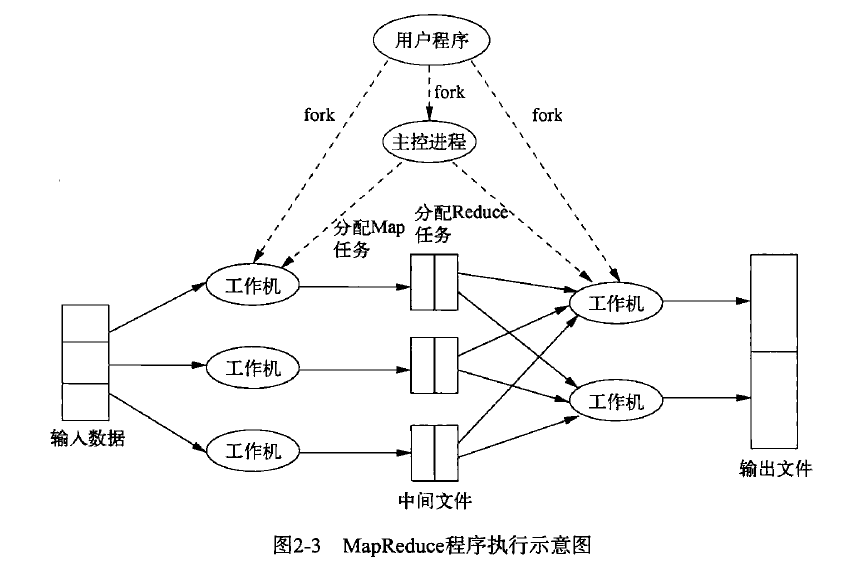 用户程序
fork
fork
fork
主控进程
分配Map
任务
分配Reduce
任务
工作机
工作机
工作机
工作机
工作机
输入数据
中间文件
输出文件
图2-3 MapReduce程序执行示意图